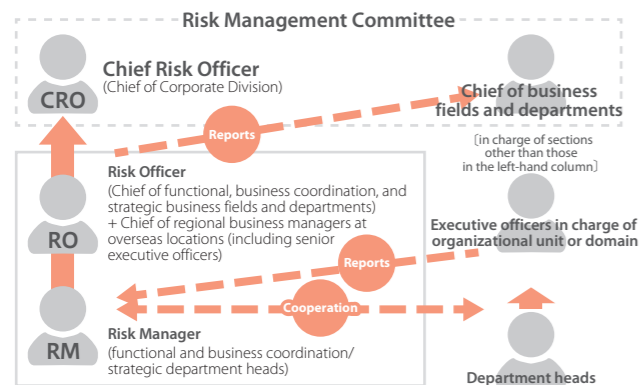 Risk Management Committee
CRO
Chief Risk Officer
(Chief of Corporate Division)
Chief of business
fields and departments
Reports
〔in charge of sections
other than those
in the left-hand column〕
RO
Risk Officer
(Chief of functional, business coordination, and
strategic business fields and departments)
+ Chief of regional business managers at
overseas locations (including senior
executive officers)
Executive officers in charge of
organizational unit or domain
Reports
Cooperation
RM
Risk Manager
(functional and business coordination/
strategic department heads)
Department heads